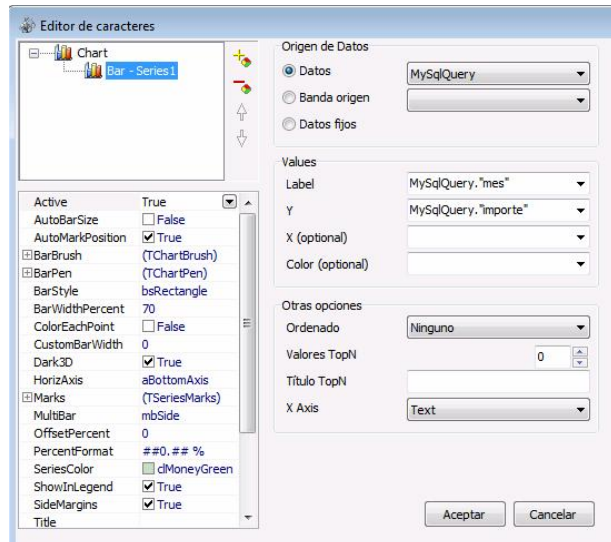 Editor de caracteres
Chart
Bar - Series1
Origen de Datos
Datos MySqlQuery
Banda origen
Datos fijos
Values
Label MySqlQuery."mes"
Y MySqlQuery."importe"
X (optional)
Color (optional)
Otras opciones
Ordenado Ninguno
Valores TopN 0
Título TopN
X Axis Text
Active True
AutoBarSize False
AutoMarkPosition True
BarBrush (TChartBrush)
BarPen (TChartPen)
BarStyle bsRectangle
BarWidthPercent 70
ColorEachPoint False
CustomBarWidth 0
Dark3D True
HorizAxis aBottomAxis
Marks (TSeriesMarks)
MultiBar mbSide
OffsetPercent 0
PercentFormat ##0.## %
SeriesColor clMoneyGreen
ShowInLegend True
SideMargins True
Title
Aceptar Cancelar